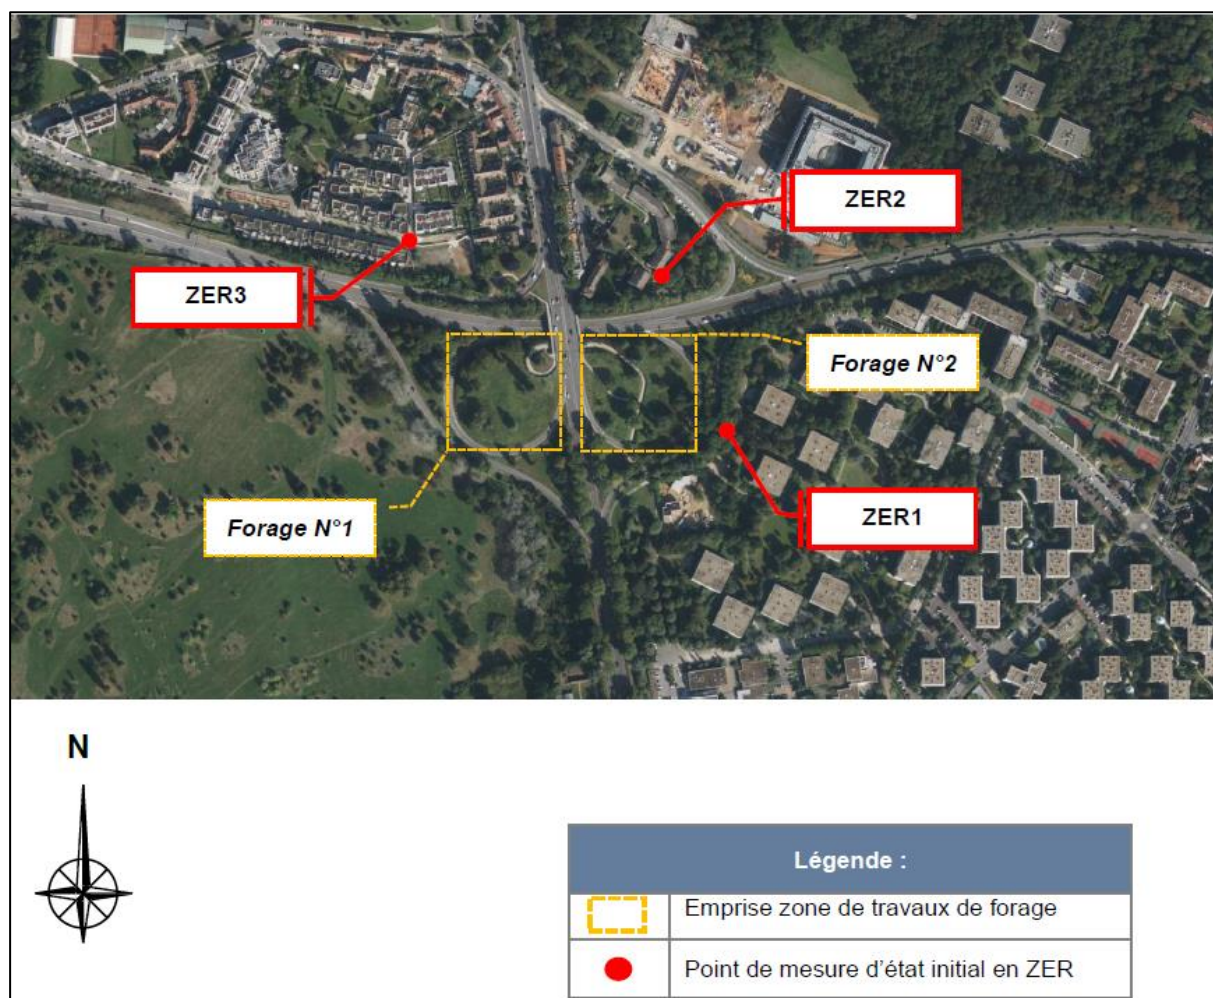 ZER2
ZER3
Forage N°2
Forage N°1
ZER1
N
Légende :
Emprise zone de travaux de forage
Point de mesure d'état initial en ZER